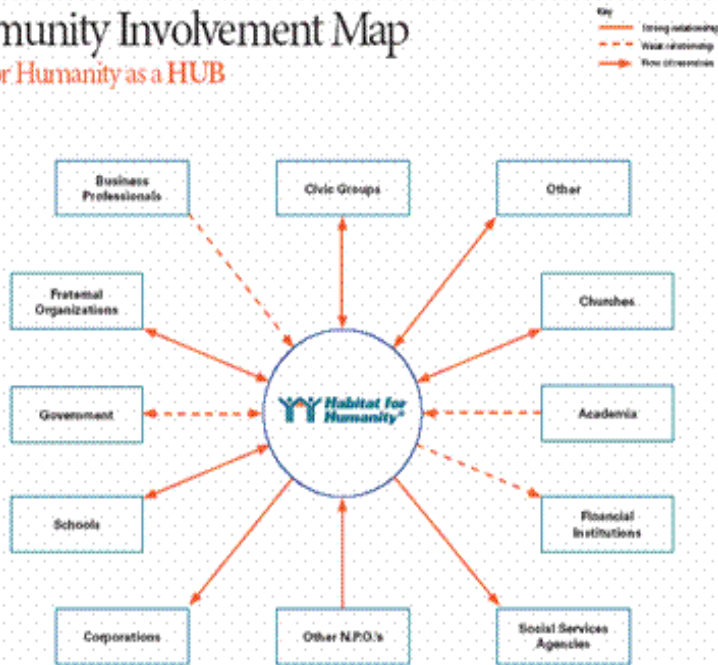 munity Involvement Map
or Humanity as a HUB
Key
Strong relationship
Weak relationship
Flow of resources
Business
Professionals
Civic Groups
Other
Fraternal
Organizations
Churches
Habitat for
Humanity®
Government
Academia
Schools
Financial
Institutions
Corporations
Other N.P.O.'s
Social Services
Agencies